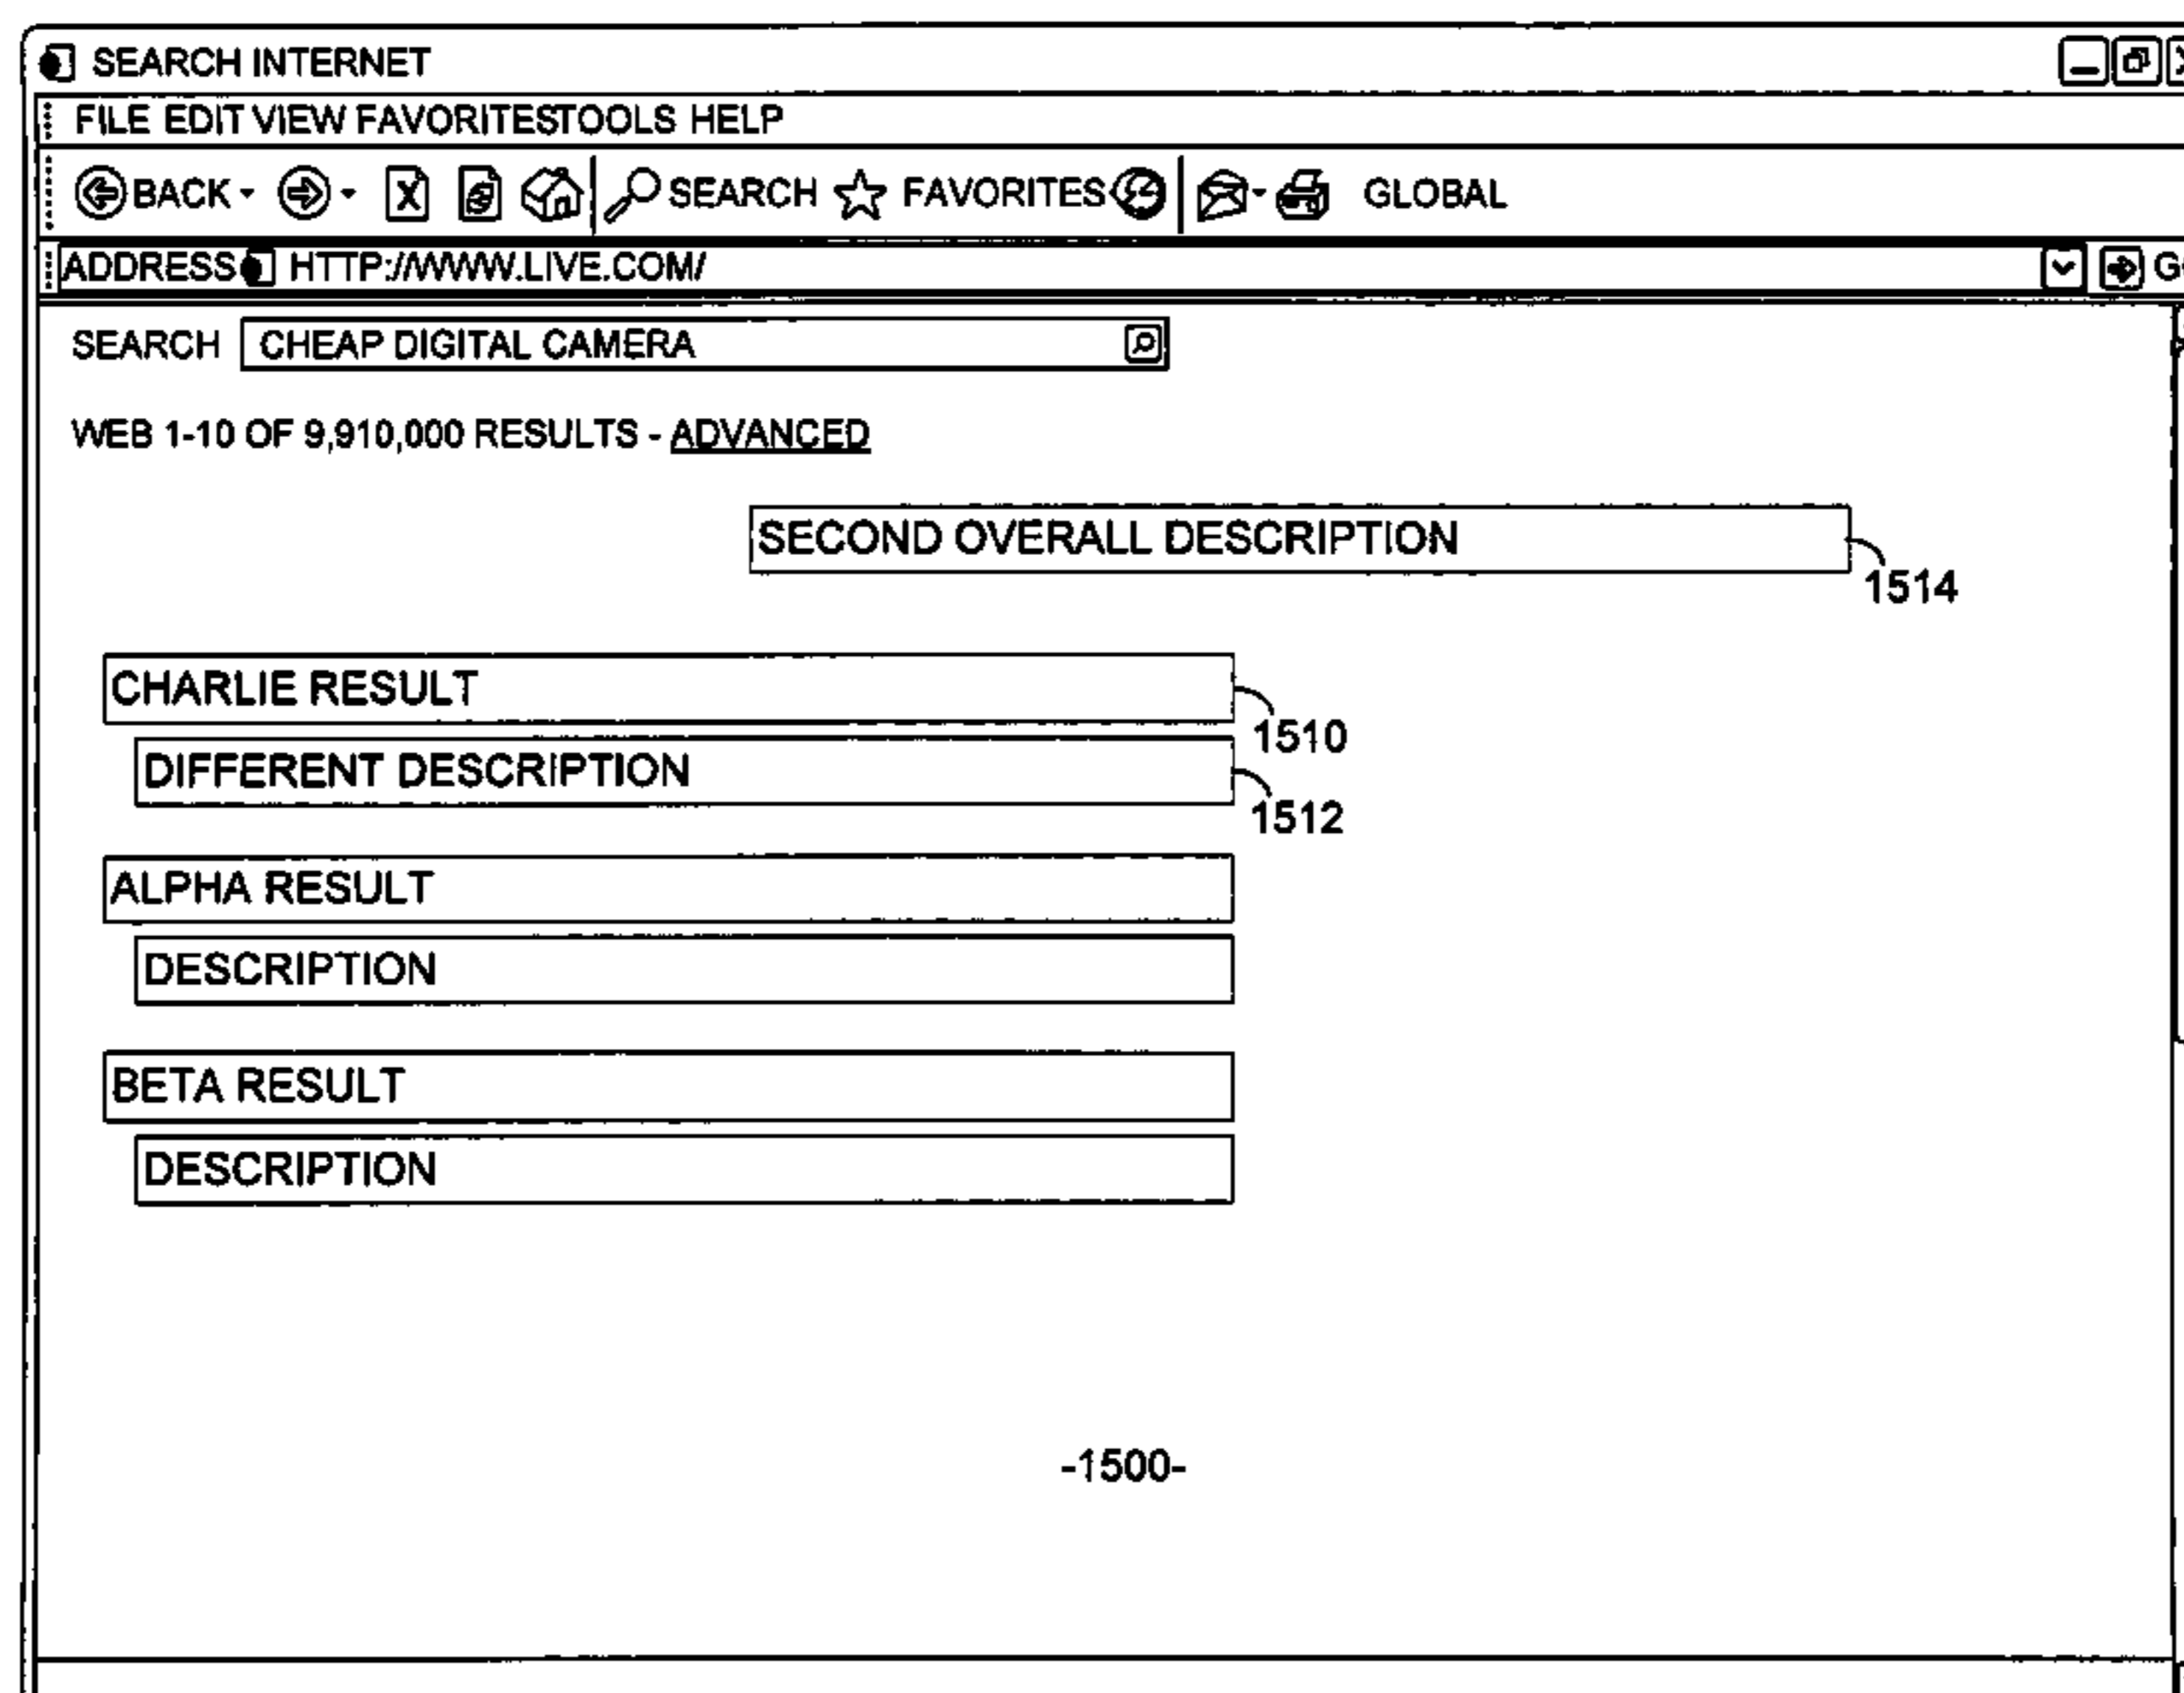 SEARCH INTERNET
FILE EDIT VIEW FAVORITESTOOLS HELP
BACK SEARCH FAVORITES GLOBAL
ADDRESS HTTP://WWW.LIVE.COM/
SEARCH CHEAP DIGITAL CAMERA
WEB 1-10 OF 9,910,000 RESULTS - ADVANCED
SECOND OVERALL DESCRIPTION
1514
CHARLIE RESULT
1510
DIFFERENT DESCRIPTION
1512
ALPHA RESULT
DESCRIPTION
BETA RESULT
DESCRIPTION
-1500-